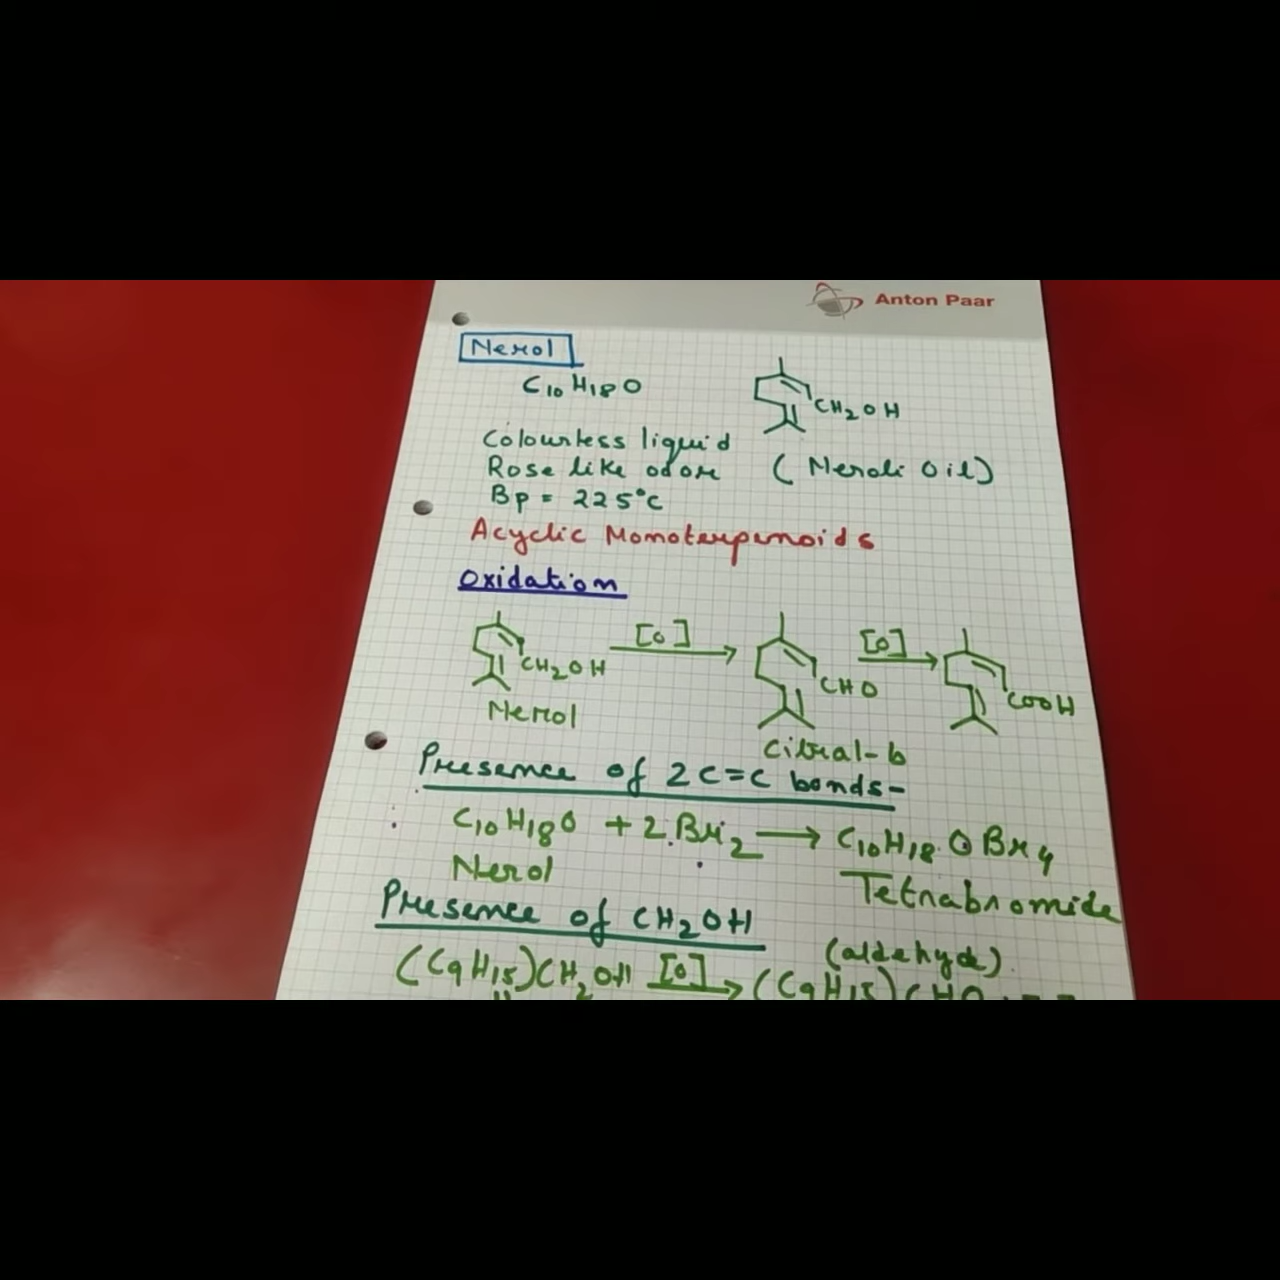 Anton Paar
Nerol
C₁₀H₁₈O
CH₂OH
Colourless liquid
Rose like odor (Neroli Oil)
Bp = 225°C
Acyclic Monoterpenoids
Oxidation
CH₂OH [O] CHO [O] COOH
Nerol
Citral-b
Presence of 2C=C bonds-
C₁₀H₁₈O + 2Br₂ → C₁₀H₁₈OBr₄
Nerol Tetrabromide
Presence of CH₂OH
(aldehyde)
(C₉H₁₅)CH₂OH [O] → (C₉H₁₅)CHO